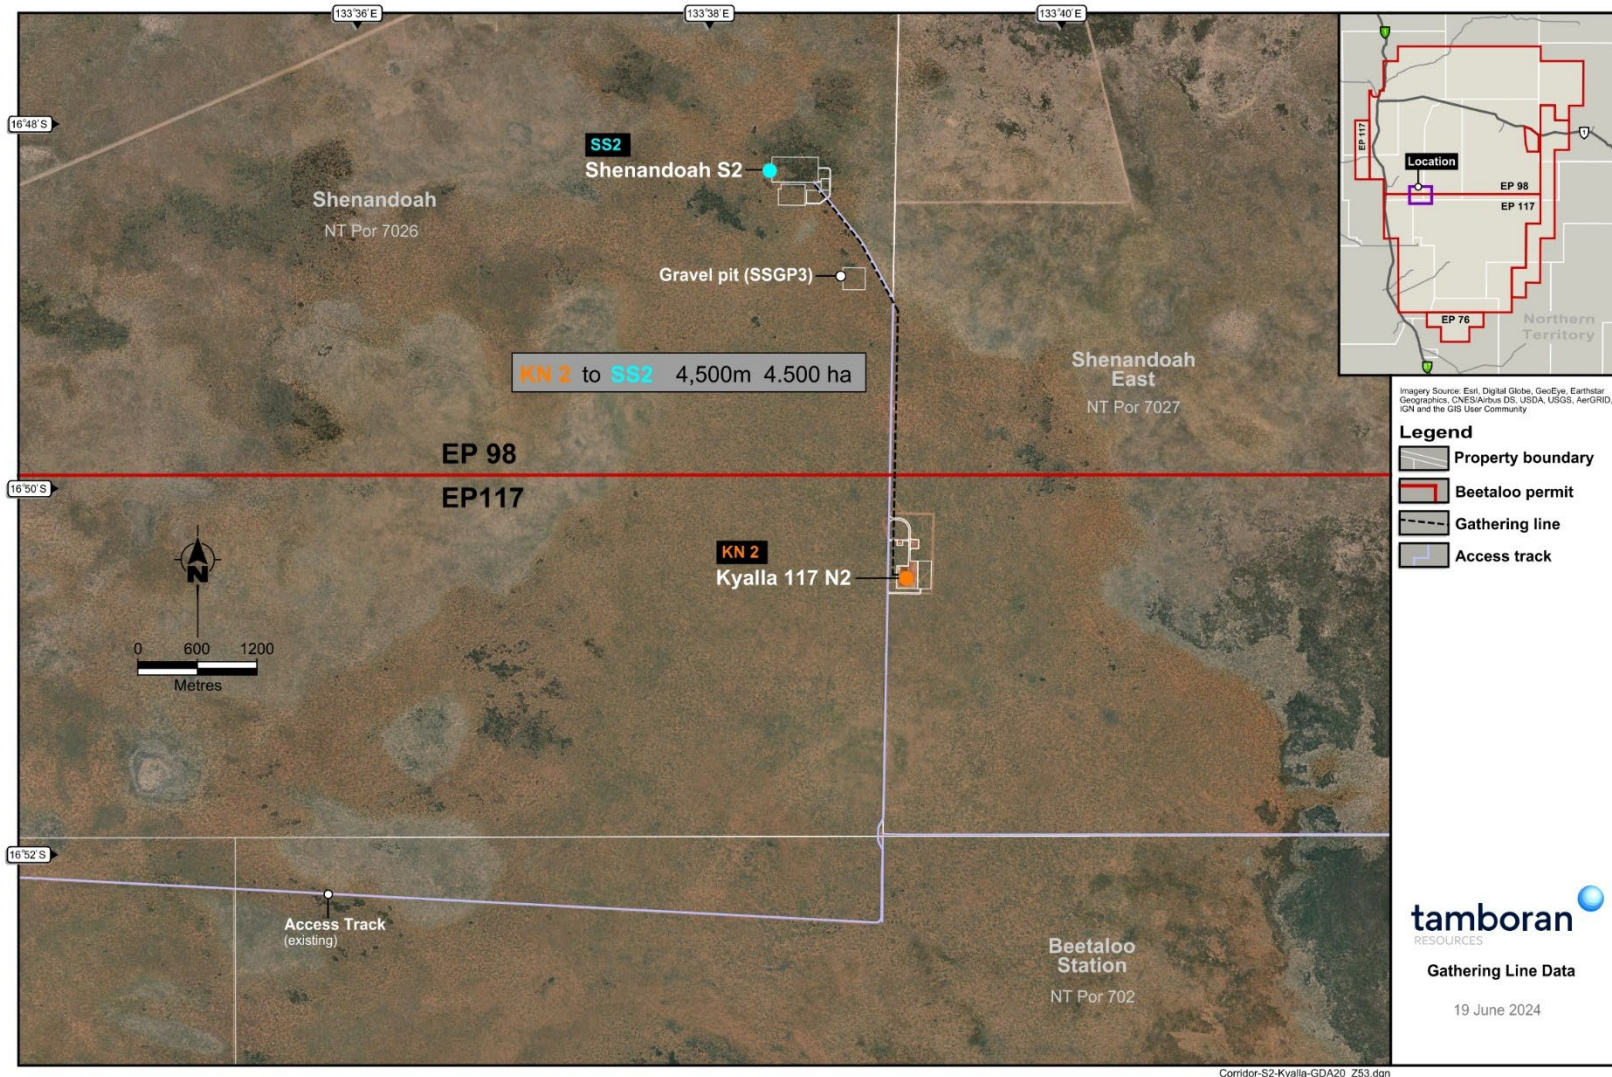 133°36' E
133°38' E
133°40' E
16°48' S
16°50' S
16°52' S
SS2
Shenandoah S2
Shenandoah
NT Por 7026
Gravel pit (SSGP3)
KN 2 to SS2 4,500m 4.500 ha
Shenandoah
East
NT Por 7027
EP 98
EP117
KN 2
Kyalla 117 N2
N
0 600 1200
Metres
Access Track
(existing)
Beetaloo
Station
NT Por 702
EP 117
Location
EP 98
EP 117
EP 76
Northern
Territory
1
Imagery Source: Esri, Digital Globe, GeoEye, Earthstar
Geographics, CNES/Airbus DS, USDA, USGS, AerGRID,
IGN and the GIS User Community
Legend
Property boundary
Beetaloo permit
Gathering line
Access track
tamboran
RESOURCES
Gathering Line Data
19 June 2024
Corridor-S2-Kyalla-GDA20_Z53.dgn